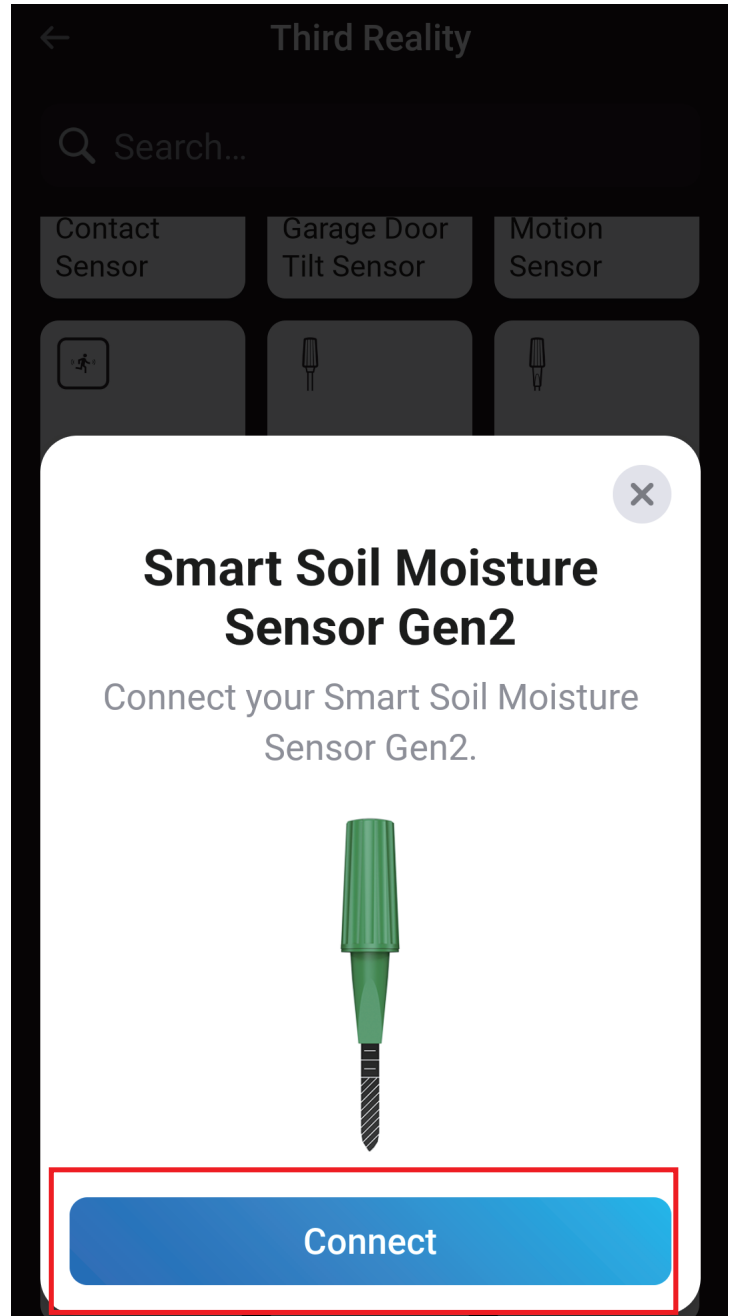 Third Reality
Search...
Contact Garage Door Motion
Sensor Tilt Sensor Sensor
Smart Soil Moisture
Sensor Gen2
Connect your Smart Soil Moisture
Sensor Gen2.
Connect